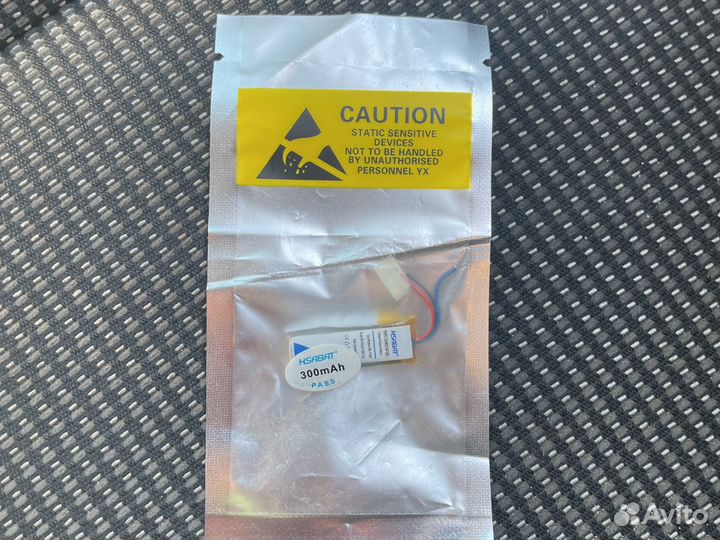 CAUTION
STATIC SENSITIVE
DEVICES
NOT TO BE HANDLED
BY UNAUTHORISED
PERSONNEL YX
HSABAT
HSABAT
300mAh
PASS
Avito